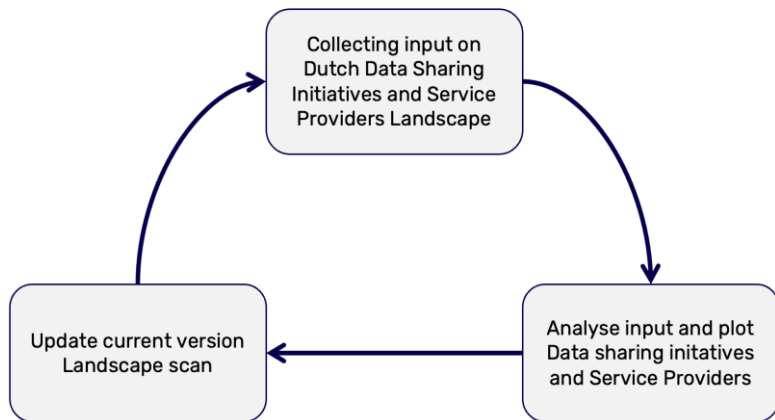 Collecting input on
Dutch Data Sharing
Initiatives and Service
Providers Landscape
Analyse input and plot
Data sharing initatives
and Service Providers
Update current version
Landscape scan